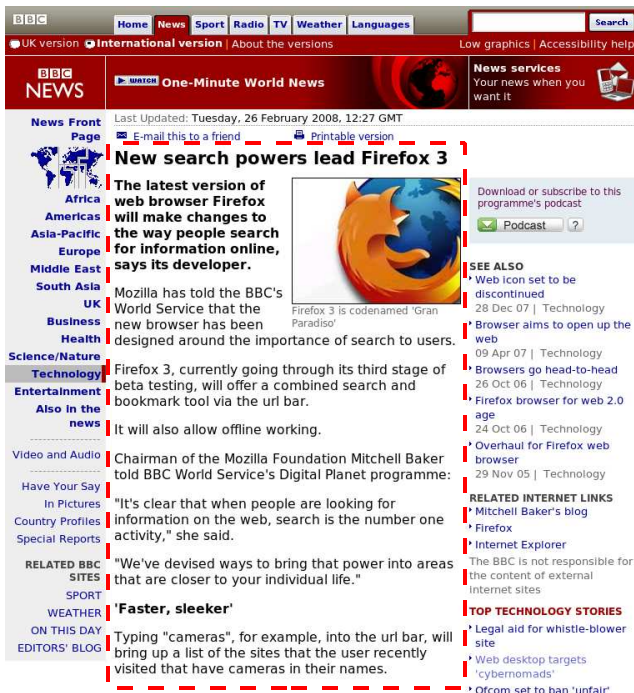 BBC
Home News Sport Radio TV Weather Languages
Search
UK version International version | About the versions
Low graphics | Accessibility help
BBC
NEWS
WATCH One-Minute World News
News services
Your news when you
want it
News Front
Page
Africa
Americas
Asia-Pacific
Europe
Middle East
South Asia
UK
Business
Health
Science/Nature
Technology
Entertainment
Also in the
news
Video and Audio
Have Your Say
In Pictures
Country Profiles
Special Reports
RELATED BBC
SITES
SPORT
WEATHER
ON THIS DAY
EDITORS' BLOG
Last Updated: Tuesday, 26 February 2008, 12:27 GMT
E-mail this to a friend Printable version
New search powers lead Firefox 3
The latest version of
web browser Firefox
will make changes to
the way people search
for information online,
says its developer.
Firefox 3 is codenamed 'Gran
Paradiso'
Mozilla has told the BBC's
World Service that the
new browser has been
designed around the importance of search to users.
Firefox 3, currently going through its third stage of
beta testing, will offer a combined search and
bookmark tool via the url bar.
It will also allow offline working.
Chairman of the Mozilla Foundation Mitchell Baker
told BBC World Service's Digital Planet programme:
"It's clear that when people are looking for
information on the web, search is the number one
activity," she said.
"We've devised ways to bring that power into areas
that are closer to your individual life."
'Faster, sleeker'
Typing "cameras", for example, into the url bar, will
bring up a list of the sites that the user recently
visited that have cameras in their names.
Download or subscribe to this
programme's podcast
Podcast ?
SEE ALSO
Web icon set to be
discontinued
28 Dec 07 | Technology
Browser aims to open up the
web
09 Apr 07 | Technology
Browsers go head-to-head
26 Oct 06 | Technology
Firefox browser for web 2.0
age
24 Oct 06 | Technology
Overhaul for Firefox web
browser
29 Nov 05 | Technology
RELATED INTERNET LINKS
Mitchell Baker's blog
Firefox
Internet Explorer
The BBC is not responsible for
the content of external
internet sites
TOP TECHNOLOGY STORIES
Legal aid for whistle-blower
site
Web desktop targets
'cybernomads'
Ofcom set to ban 'unfair'